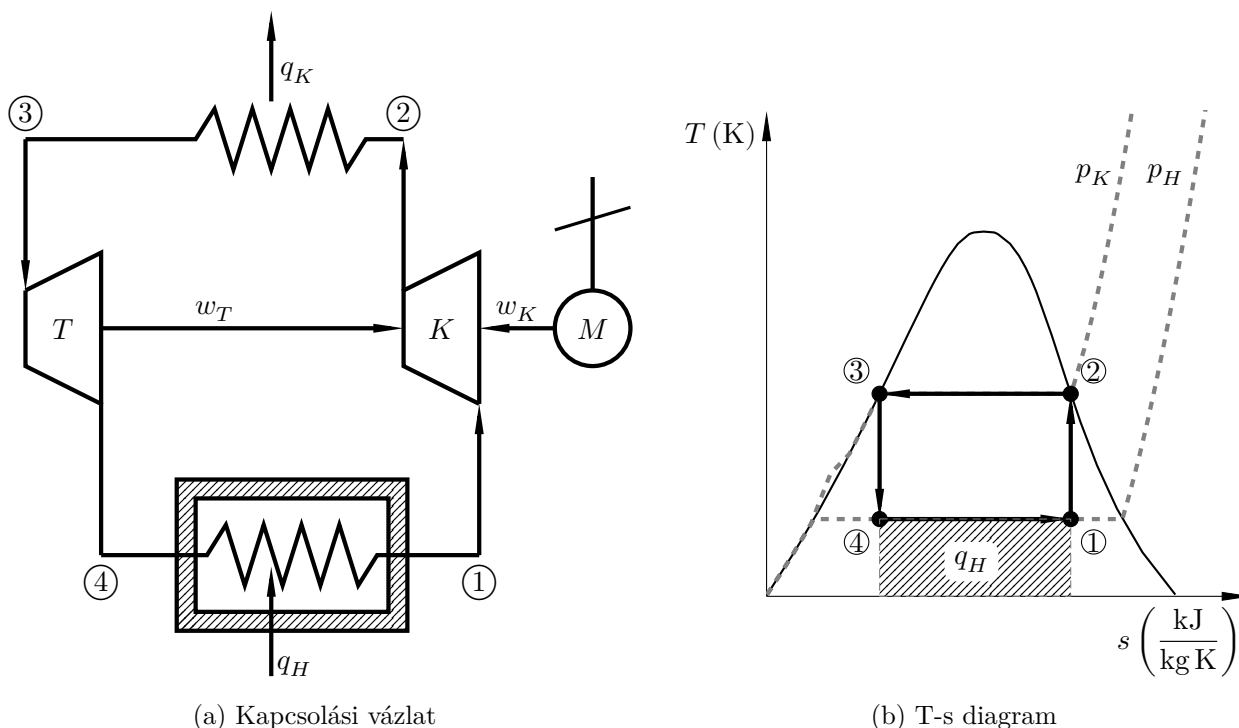 q_K
③
②
w_T
w_K
T
K
M
④
①
q_H
(a) Kapcsolási vázlat
T (K)
p_K
p_H
③
②
④
①
q_H
s (kJ / kg K)
(b) T-s diagram